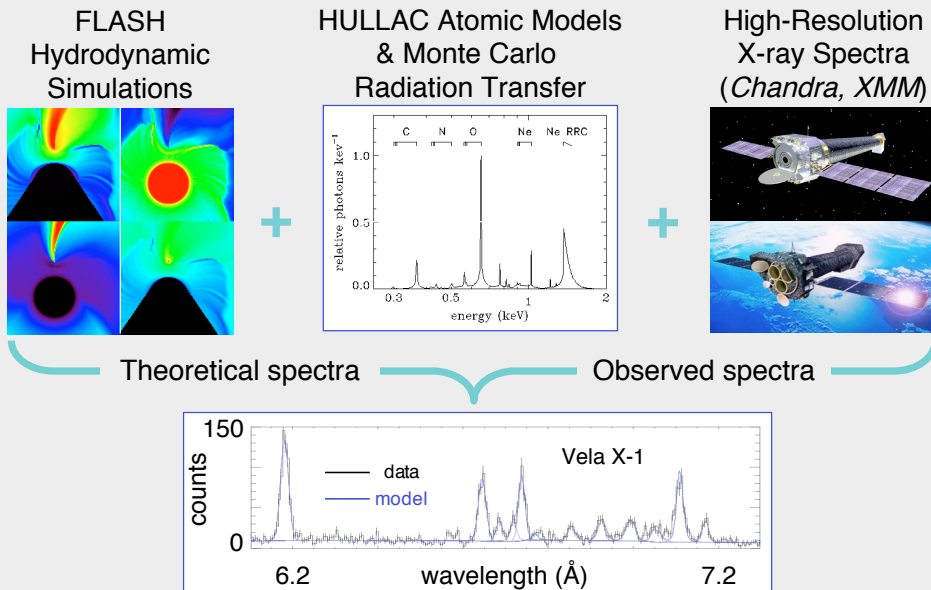 FLASH
Hydrodynamic
Simulations
HULLAC Atomic Models
& Monte Carlo
Radiation Transfer
High-Resolution
X-ray Spectra
(Chandra, XMM)
C N O Ne Ne RRC
relative photons keV⁻¹
1.0
0.5
0.0
0.3 0.5 1 2
energy (keV)
+
+
Theoretical spectra
Observed spectra
150
counts
0
data
model
Vela X-1
6.2
wavelength (Å)
7.2